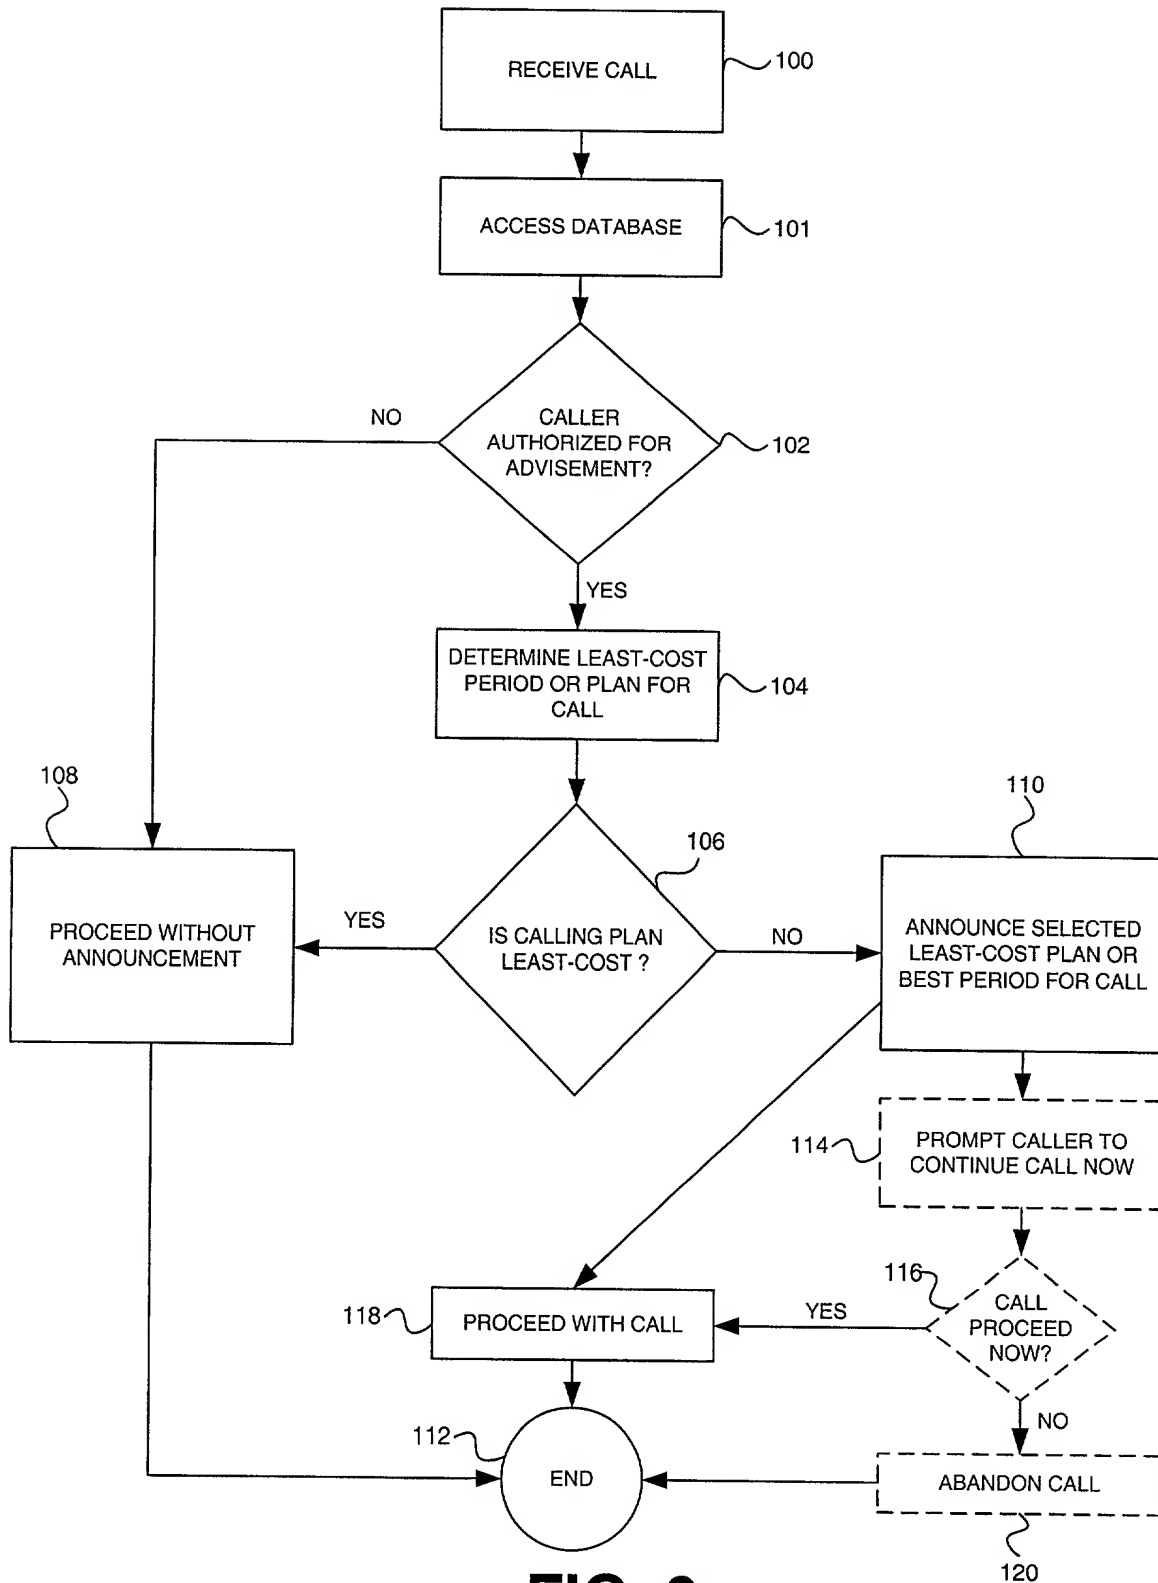 RECEIVE CALL
100
ACCESS DATABASE
101
NO
CALLER
AUTHORIZED FOR
ADVISEMENT?
102
YES
DETERMINE LEAST-COST
PERIOD OR PLAN FOR
CALL
104
108
110
106
PROCEED WITHOUT
ANNOUNCEMENT
YES
IS CALLING PLAN
LEAST-COST ?
NO
ANNOUNCE SELECTED
LEAST-COST PLAN OR
BEST PERIOD FOR CALL
114
PROMPT CALLER TO
CONTINUE CALL NOW
116
CALL
PROCEED
NOW?
118
PROCEED WITH CALL
YES
NO
112
END
ABANDON CALL
120